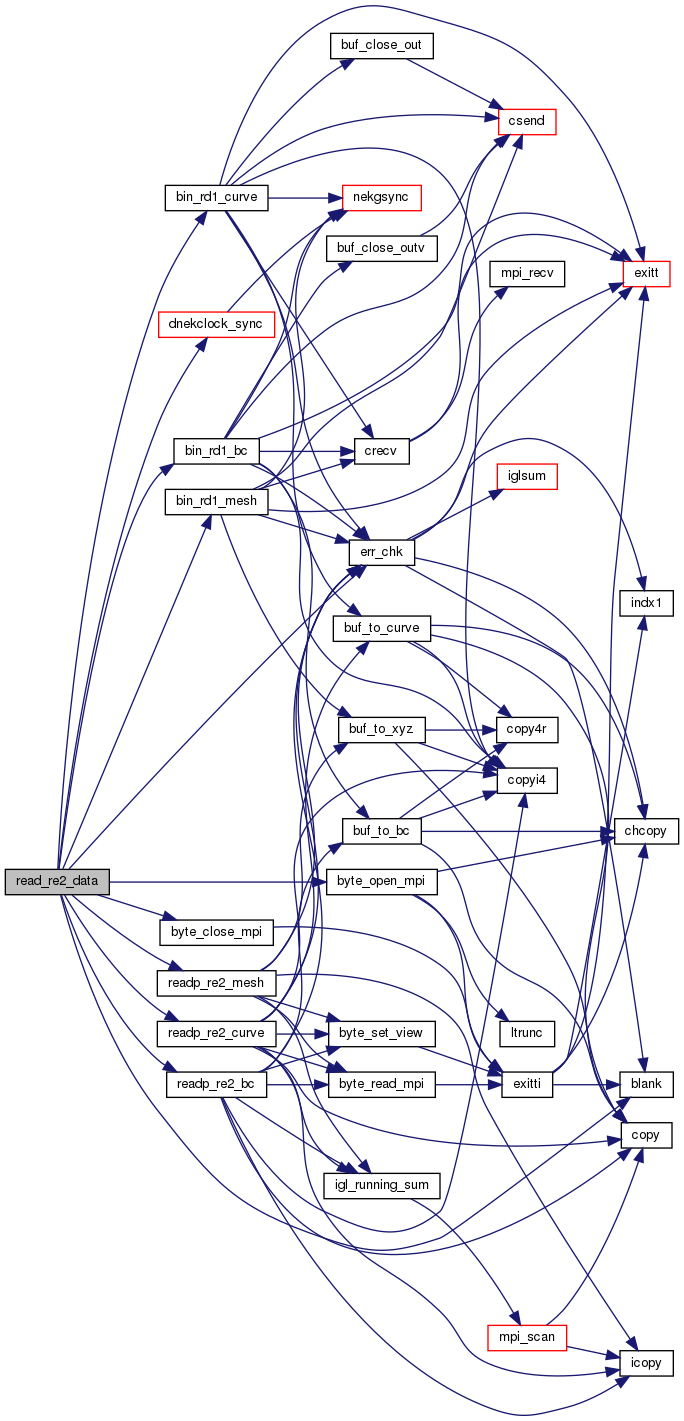 buf_close_out
csend
bin_rd1_curve
nekgsync
buf_close_outv
mpi_recv
exitt
dnekclock_sync
bin_rd1_bc
crecv
iglsum
bin_rd1_mesh
err_chk
indx1
buf_to_curve
buf_to_xyz
copy4r
copyi4
buf_to_bc
chcopy
read_re2_data
byte_open_mpi
byte_close_mpi
readp_re2_mesh
readp_re2_curve
byte_set_view
ltrunc
readp_re2_bc
byte_read_mpi
exitti
blank
copy
igl_running_sum
mpi_scan
icopy